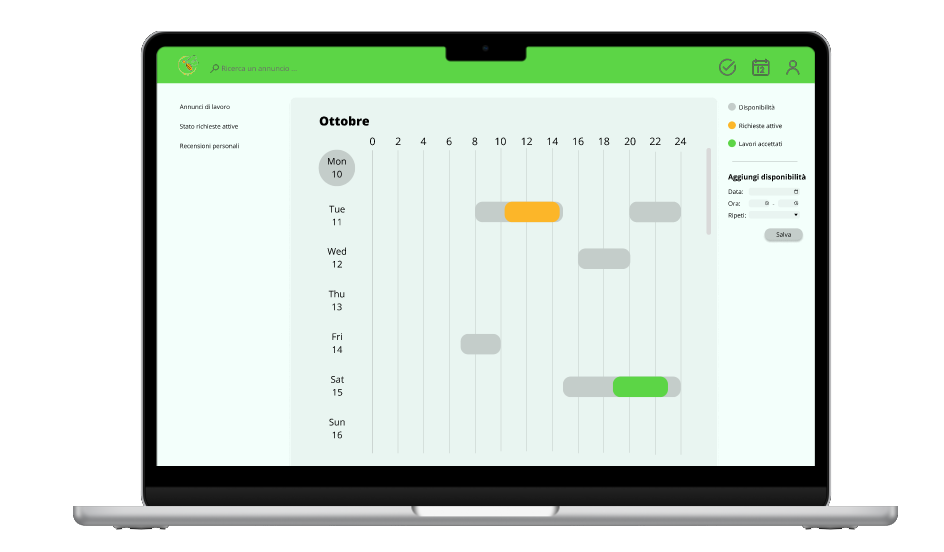 Ricerca un annuncio ...
12
Annunci di lavoro
Stato richieste attive
Recensioni personali
Ottobre
0 2 4 6 8 10 12 14 16 18 20 22 24
Mon
10
Tue
11
Wed
12
Thu
13
Fri
14
Sat
15
Sun
16
Disponibilità
Richieste attive
Lavori accettati
Aggiungi disponibilità
Data:
Ora: -
Ripeti:
Salva